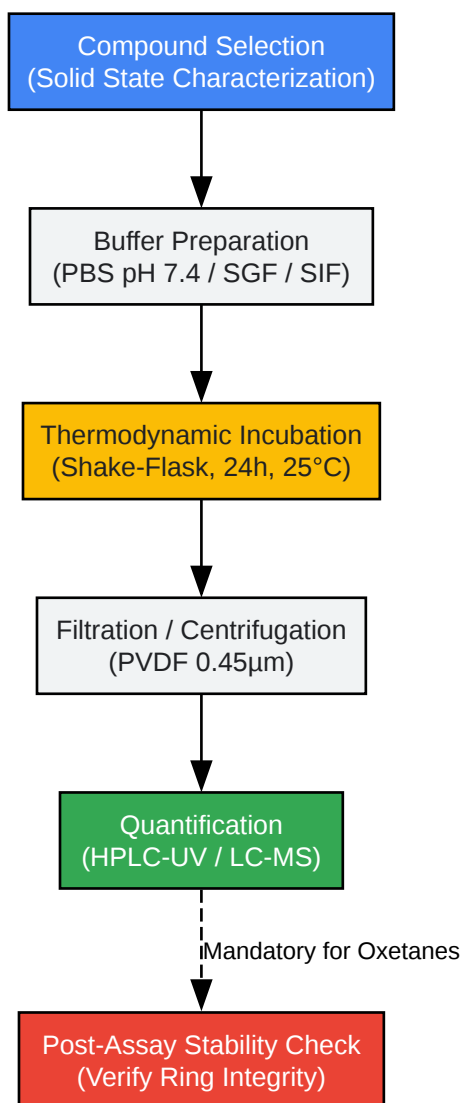 Compound Selection
(Solid State Characterization)
Buffer Preparation
(PBS pH 7.4 / SGF / SIF)
Thermodynamic Incubation
(Shake-Flask, 24h, 25°C)
Filtration / Centrifugation
(PVDF 0.45µm)
Quantification
(HPLC-UV / LC-MS)
Mandatory for Oxetanes
Post-Assay Stability Check
(Verify Ring Integrity)